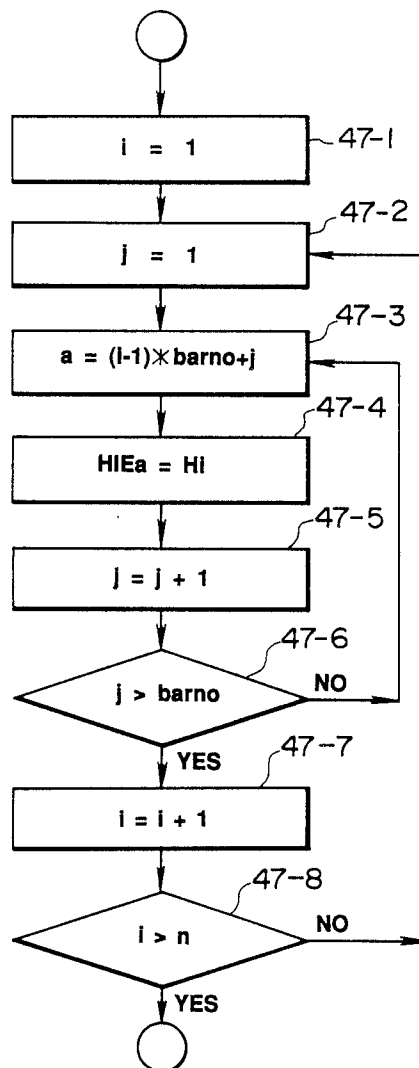 i = 1
47-1
j = 1
47-2
a = (i-1)✕barno+j
47-3
HIEa = Hi
47-4
j = j + 1
47-5
j > barno
47-6
NO
YES
i = i + 1
47-7
i > n
47-8
NO
YES